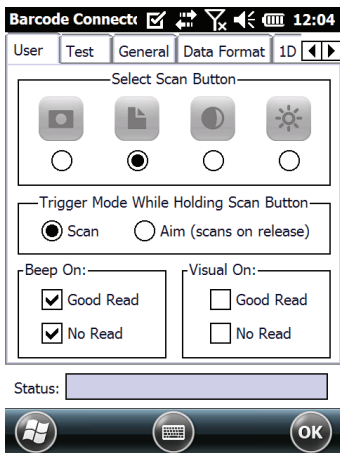 Barcode Connect 12:04
User Test General Data Format 1D
Select Scan Button
Trigger Mode While Holding Scan Button
Scan Aim (scans on release)
Beep On: Visual On:
Good Read Good Read
No Read No Read
Status:
OK